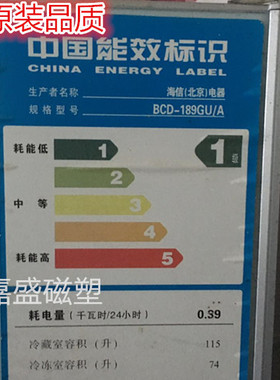 原装品质
中国能效标识
CHINA ENERGY LABEL
生产者名称 海信(北京)电器
规格型号 BCD-189GU/A
耗能低 1 1
2
中 等 3
4
耗能高 5
嘉盛磁塑
耗电量(千瓦时/24小时) 0.39
冷藏室容积(升) 115
冷冻室容积(升) 74